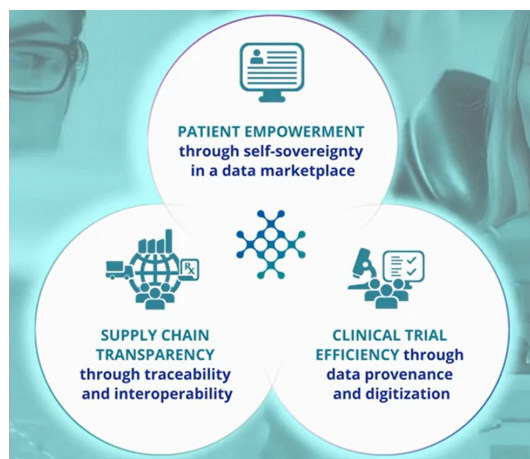 PATIENT EMPOWERMENT
through self-sovereignty
in a data marketplace
Rx
SUPPLY CHAIN
TRANSPARENCY
through traceability
and interoperability
CLINICAL TRIAL
EFFICIENCY through
data provenance
and digitization